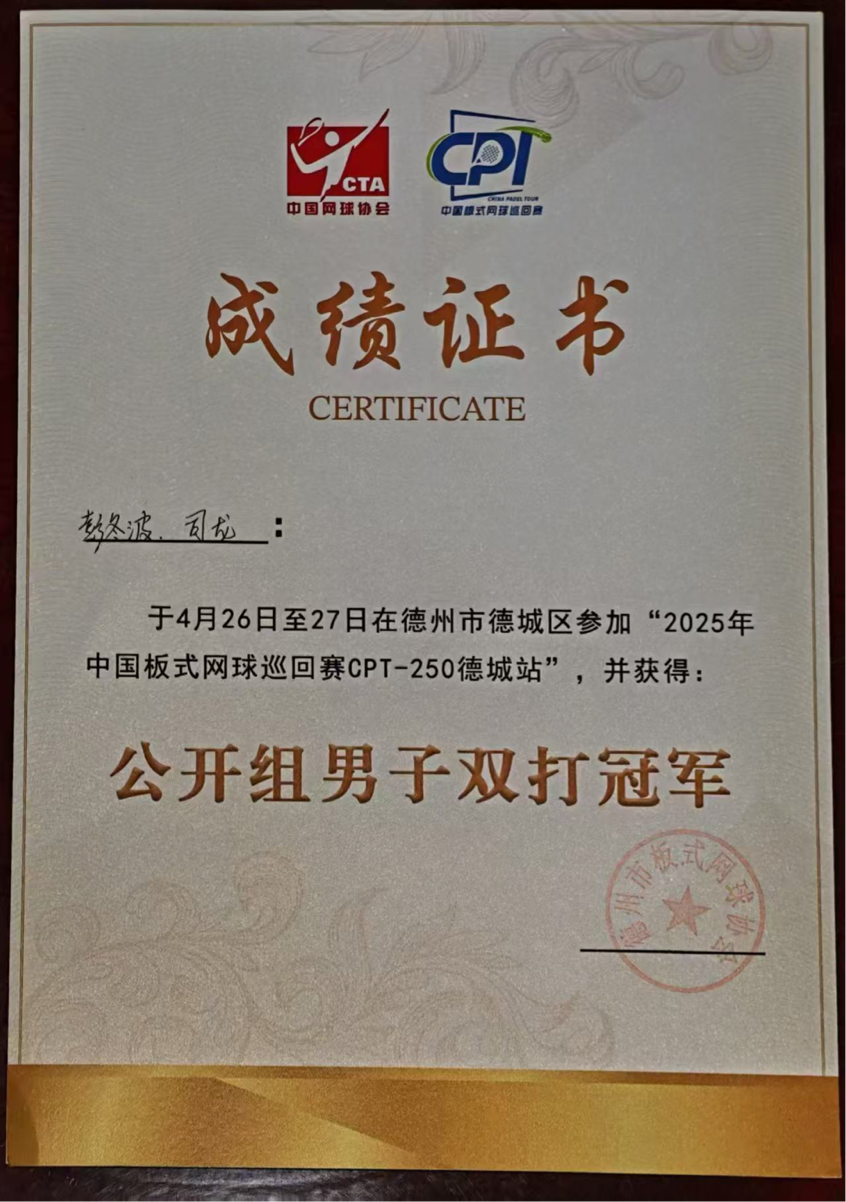 CTA
中国网球协会
CPT
CHINA PADEL TOUR
中国板式网球巡回赛
成绩证书
CERTIFICATE
彭冬波、司龙：
于4月26日至27日在德州市德城区参加“2025年
中国板式网球巡回赛CPT-250德城站”，并获得：
公开组男子双打冠军
德州市板式网球协会